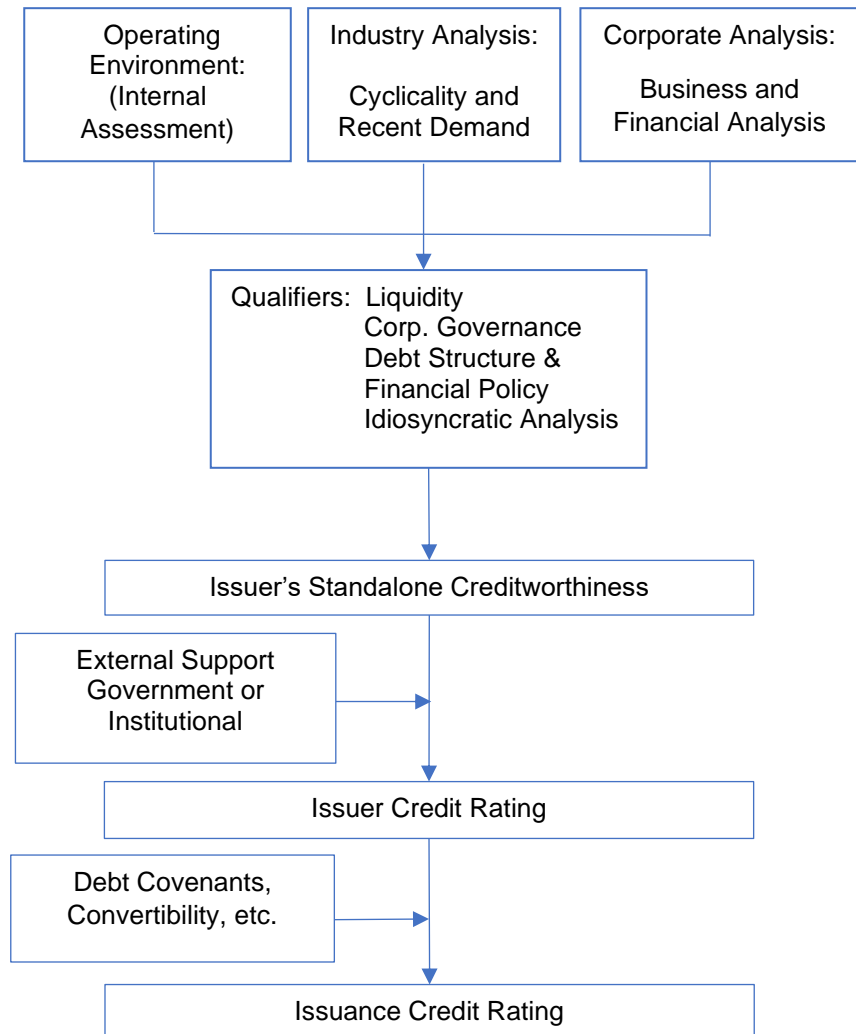 Operating
Environment:
(Internal
Assessment)
Industry Analysis:
Cyclicality and
Recent Demand
Corporate Analysis:
Business and
Financial Analysis
Qualifiers: Liquidity
Corp. Governance
Debt Structure &
Financial Policy
Idiosyncratic Analysis
Issuer’s Standalone Creditworthiness
External Support
Government or
Institutional
Issuer Credit Rating
Debt Covenants,
Convertibility, etc.
Issuance Credit Rating